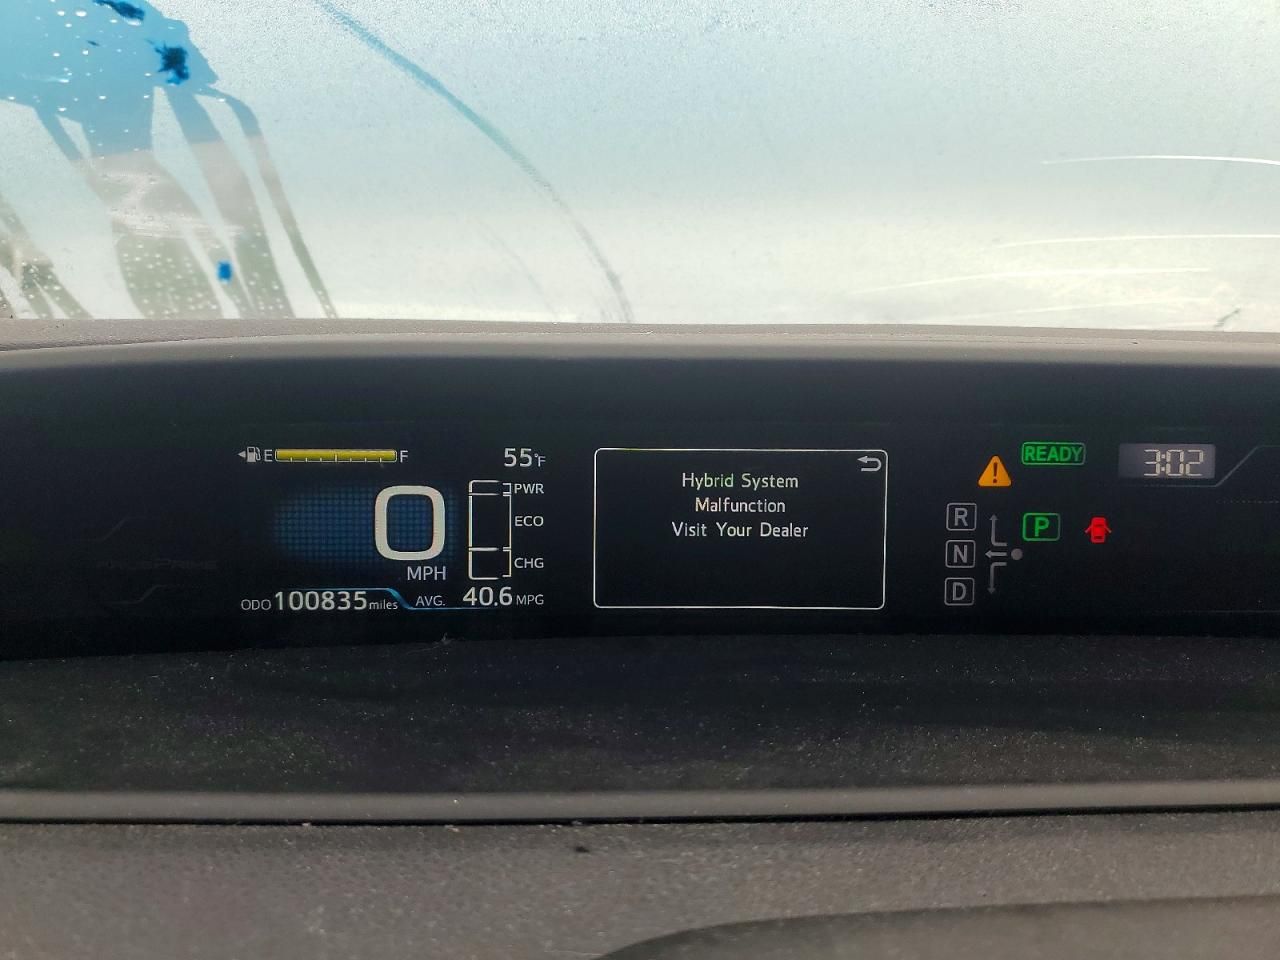 E F
55°F
0
MPH
PWR
ECO
CHG
ODO 100835 miles
AVG. 40.6 MPG
Hybrid System
Malfunction
Visit Your Dealer
!
READY
3:02
R
P
N
D